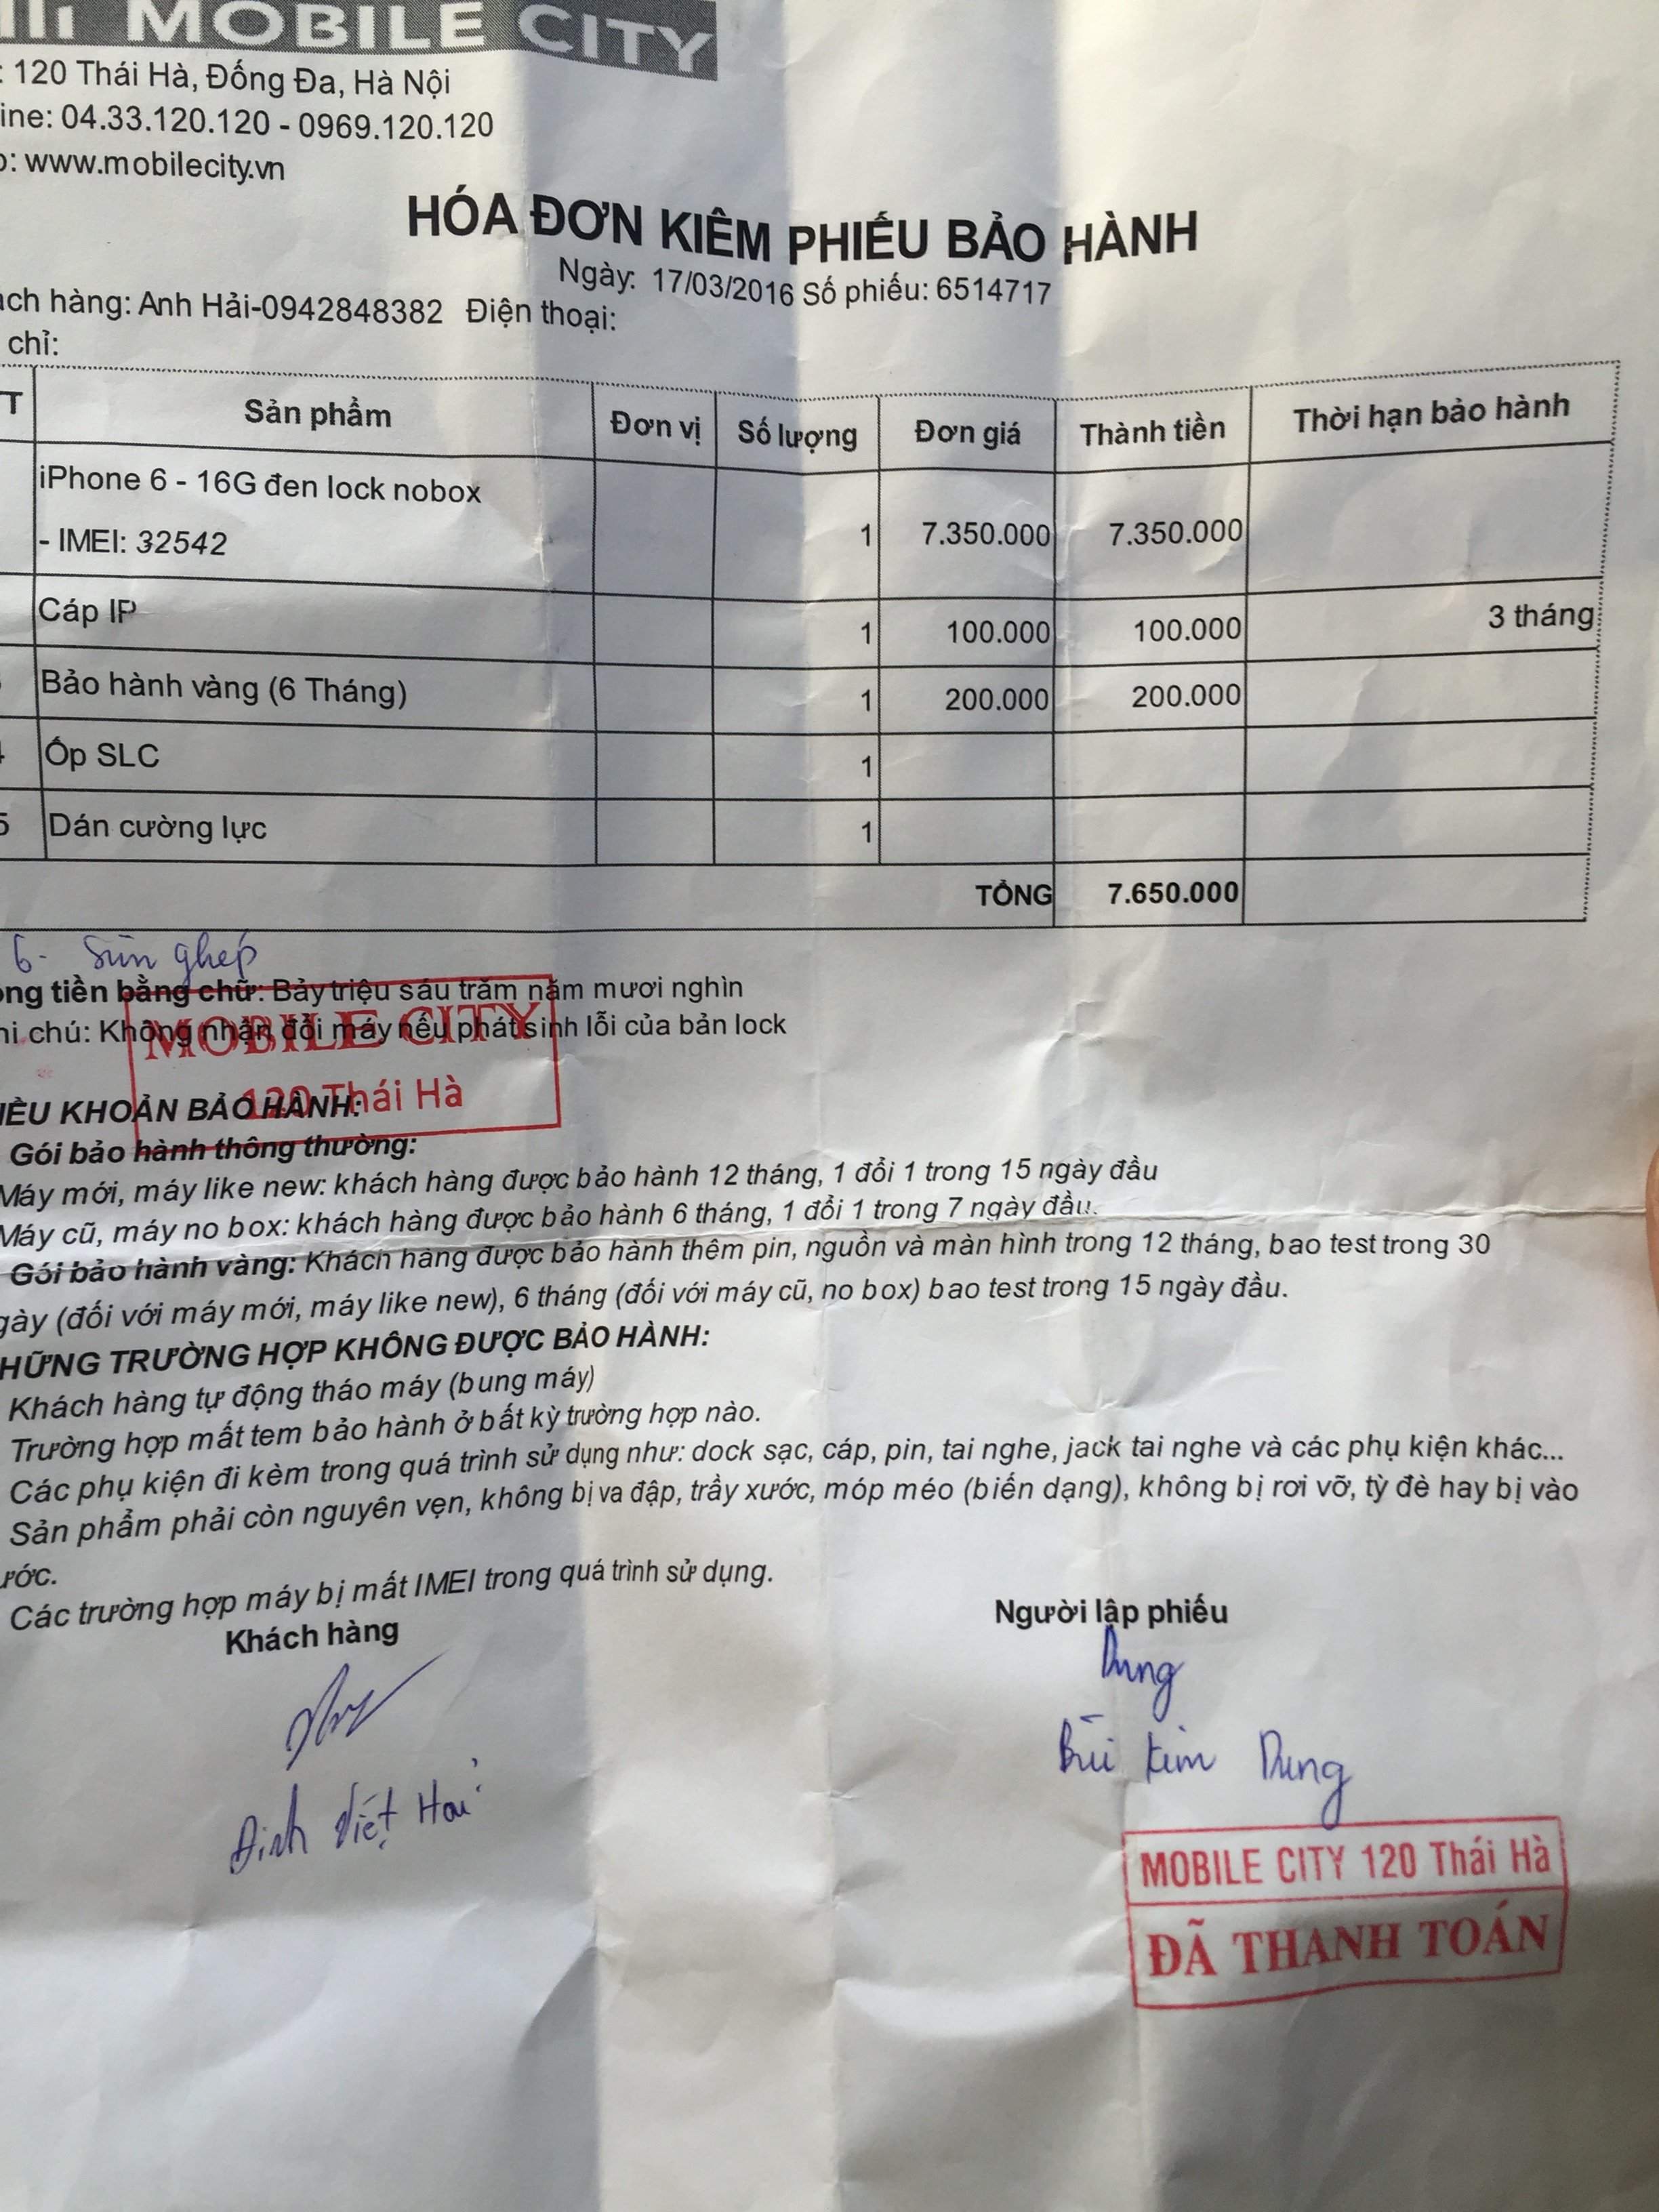 MOBILE CITY
: 120 Thái Hà, Đống Đa, Hà Nội
ine: 04.33.120.120 - 0969.120.120
: www.mobilecity.vn
HÓA ĐƠN KIÊM PHIẾU BẢO HÀNH
Ngày: 17/03/2016 Số phiếu: 6514717
ách hàng: Anh Hải-0942848382 Điện thoại:
chỉ:
T Sản phẩm Đơn vị Số lượng Đơn giá Thành tiền Thời hạn bảo hành
iPhone 6 - 16G đen lock nobox
- IMEI: 32542 1 7.350.000 7.350.000
Cáp IP 1 100.000 100.000 3 tháng
Bảo hành vàng (6 Tháng) 1 200.000 200.000
4 Ốp SLC 1
5 Dán cường lực 1
TỔNG 7.650.000
6- Sim ghép
ong tiền bằng chữ: Bảy triệu sáu trăm năm mươi nghìn
hi chú: Không nhận đổi máy nếu phát sinh lỗi của bản lock
MOBILE CITY
120 Thái Hà
IỀU KHOẢN BẢO HÀNH:
Gói bảo hành thông thường:
Máy mới, máy like new: khách hàng được bảo hành 12 tháng, 1 đổi 1 trong 15 ngày đầu
Máy cũ, máy no box: khách hàng được bảo hành 6 tháng, 1 đổi 1 trong 7 ngày đầu.
Gói bảo hành vàng: Khách hàng được bảo hành thêm pin, nguồn và màn hình trong 12 tháng, bao test trong 30
gày (đối với máy mới, máy like new), 6 tháng (đối với máy cũ, no box) bao test trong 15 ngày đầu.
HỮNG TRƯỜNG HỢP KHÔNG ĐƯỢC BẢO HÀNH:
Khách hàng tự động tháo máy (bung máy)
Trường hợp mất tem bảo hành ở bất kỳ trường hợp nào.
Các phụ kiện đi kèm trong quá trình sử dụng như: dock sạc, cáp, pin, tai nghe, jack tai nghe và các phụ kiện khác...
Sản phẩm phải còn nguyên vẹn, không bị va đập, trầy xước, móp méo (biến dạng), không bị rơi vỡ, tỳ đè hay bị vào
ước.
Các trường hợp máy bị mất IMEI trong quá trình sử dụng.
Khách hàng Người lập phiếu
Dung
Bùi Kim Dung
Đinh Việt Hải
MOBILE CITY 120 Thái Hà
ĐÃ THANH TOÁN